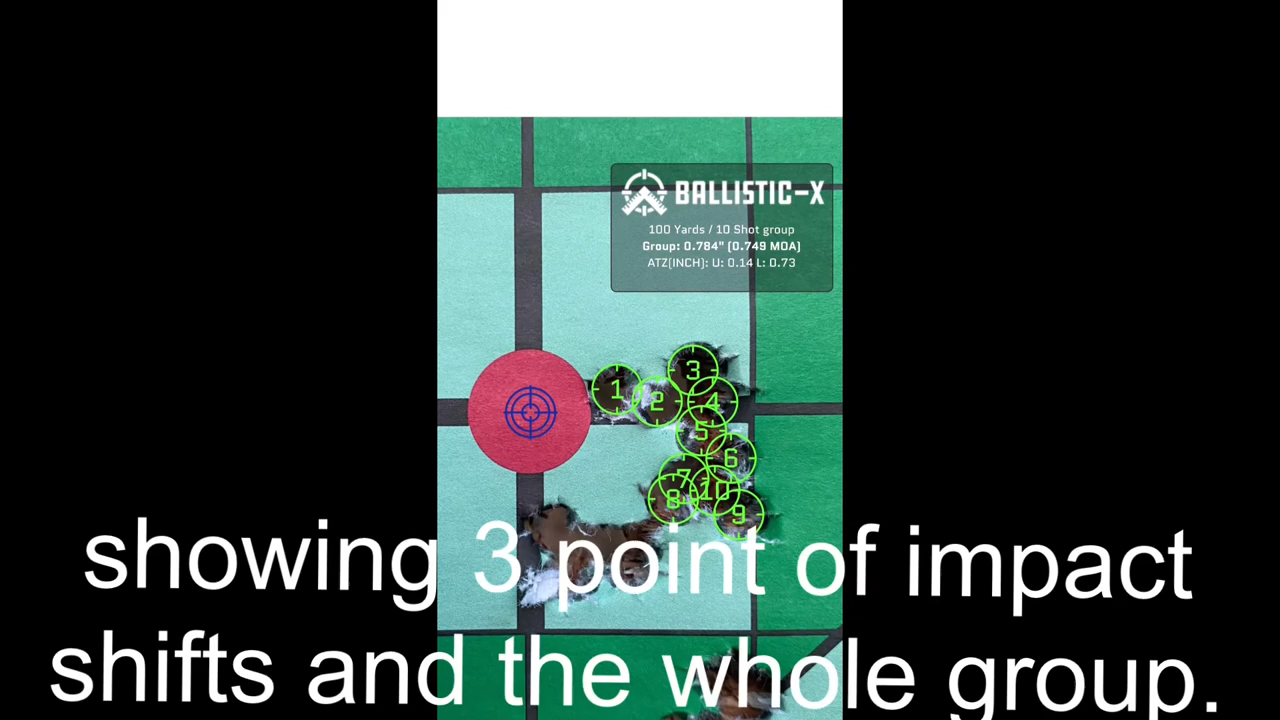 BALLISTIC-X
100 Yards / 10 Shot group
Group: 0.784" (0.749 MOA)
ATZ(INCH): U: 0.14 L: 0.73
1
2
3
4
5
6
7
8
10
9
showing 3 point of impact
shifts and the whole group.